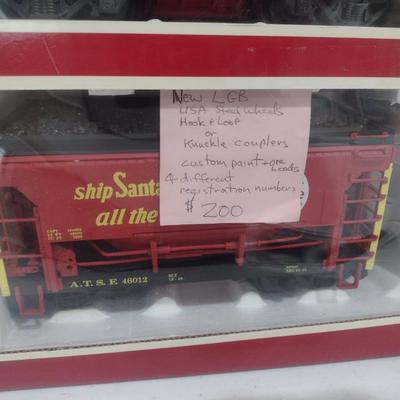 New LGB
USA Steel Wheels
Hook & Loop
or
Knuckle couplers
custom paint + ore
Loads
4 different
registration numbers
$ 200
ship Santa
all the
A.T.S.F. 46012